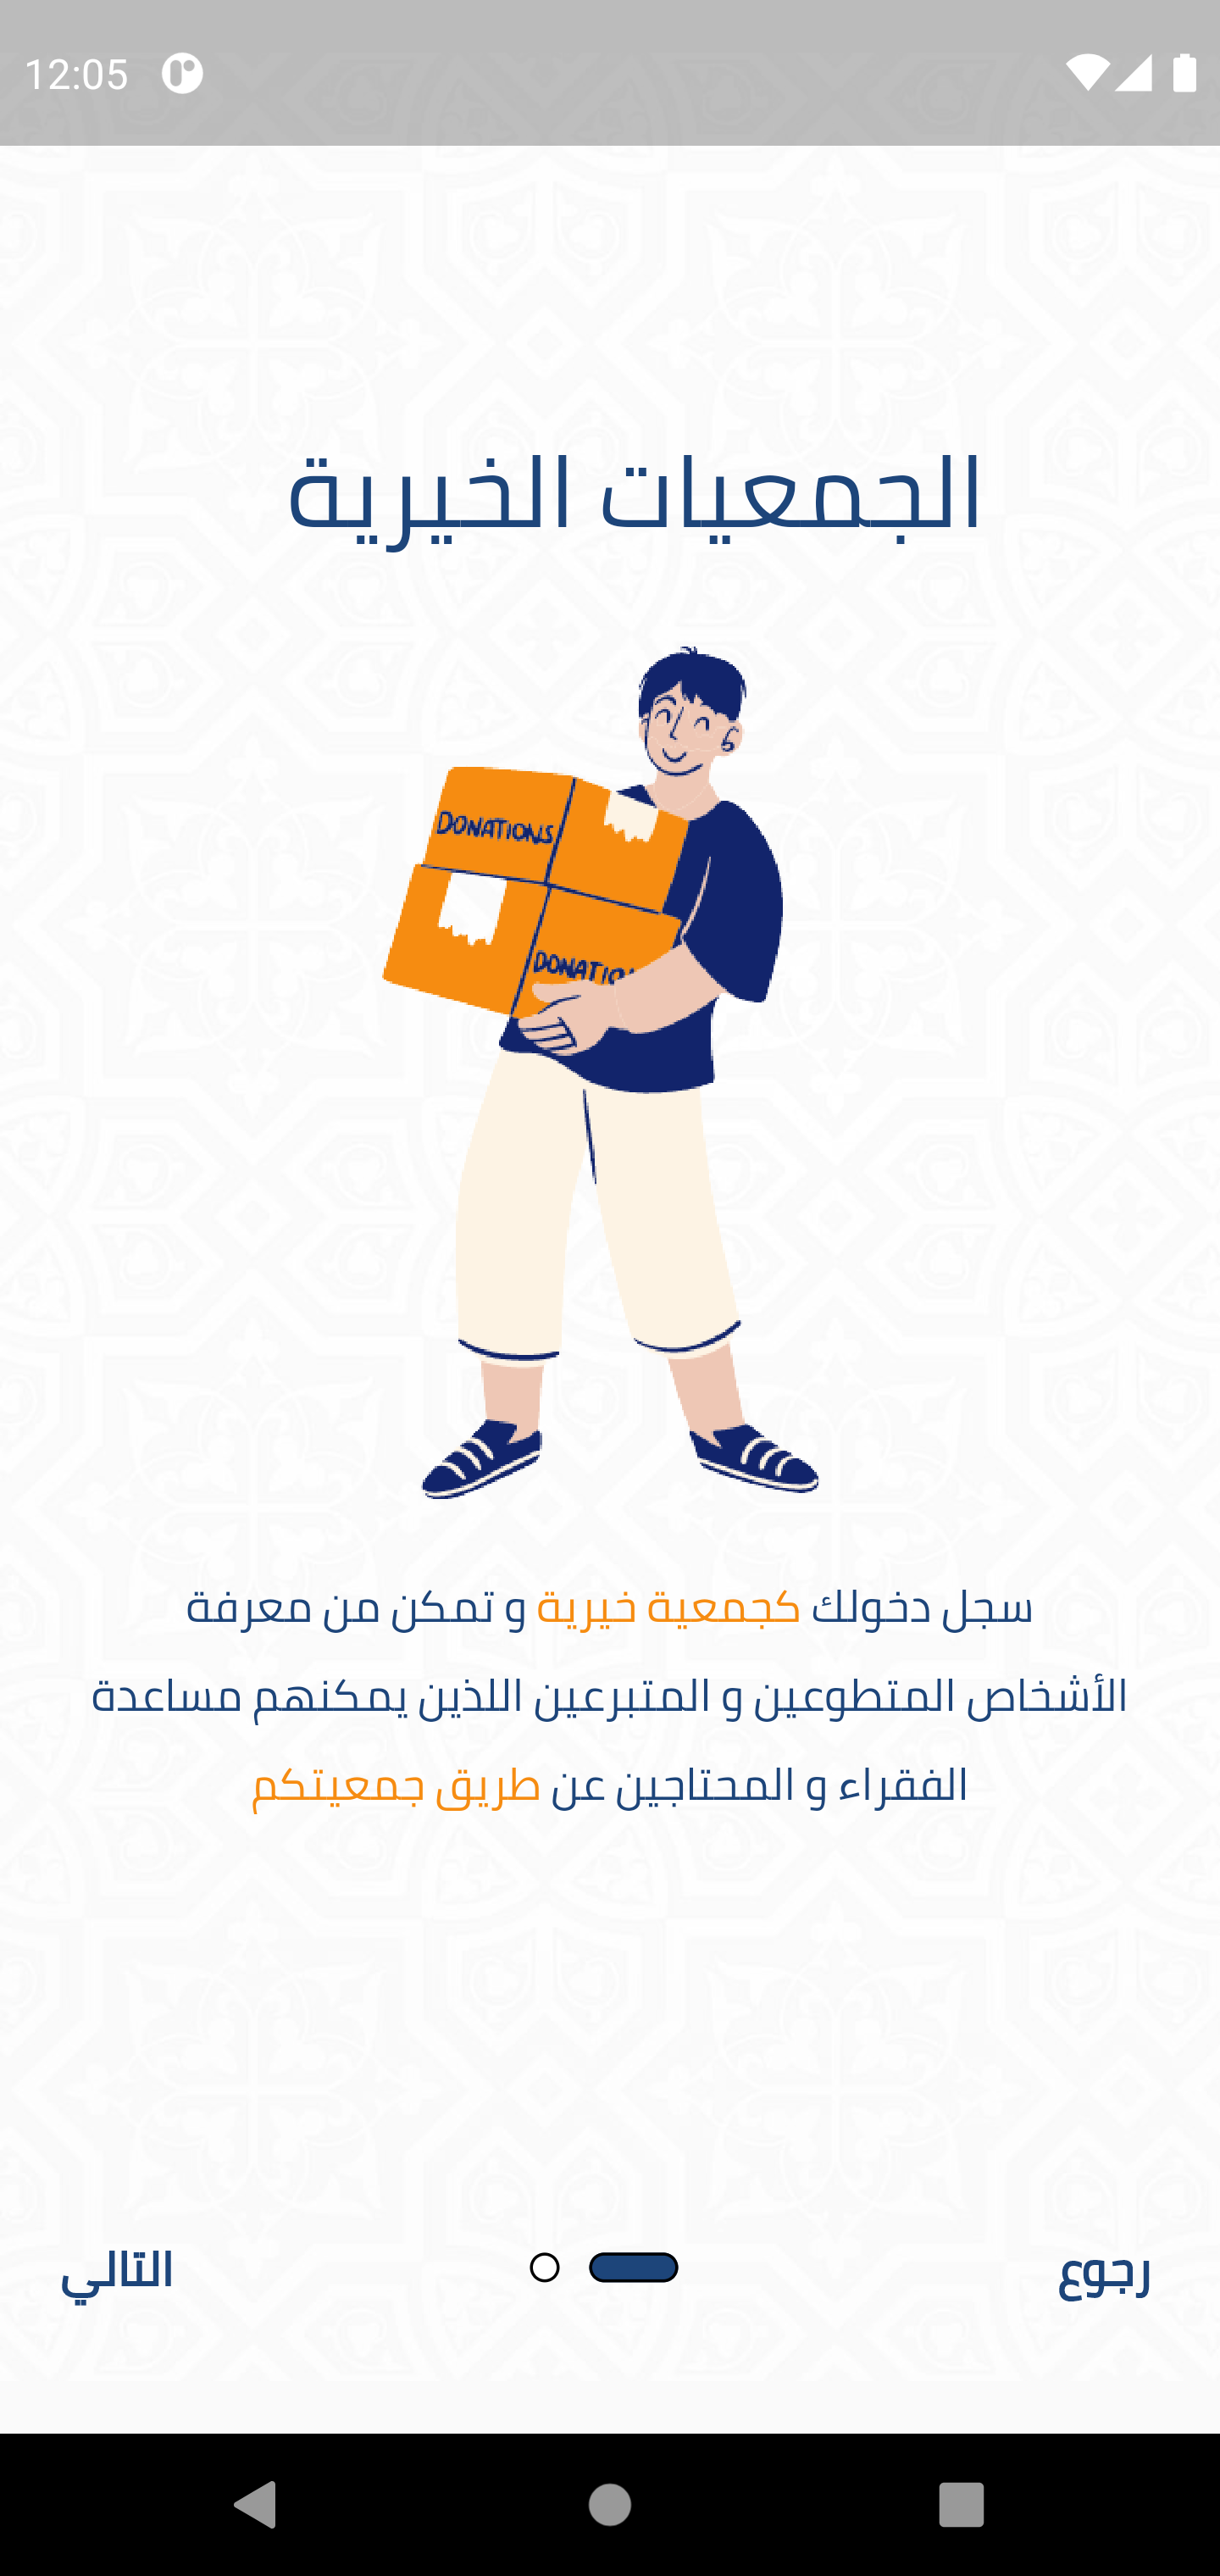 12:05
الجمعيات الخيرية
DONATIONS
DONATIO
سجل دخولك كجمعية خيرية و تمكن من معرفة
الأشخاص المتطوعين و المتبرعين اللذين يمكنهم مساعدة
الفقراء و المحتاجين عن طريق جمعيتكم
رجوع
التالي